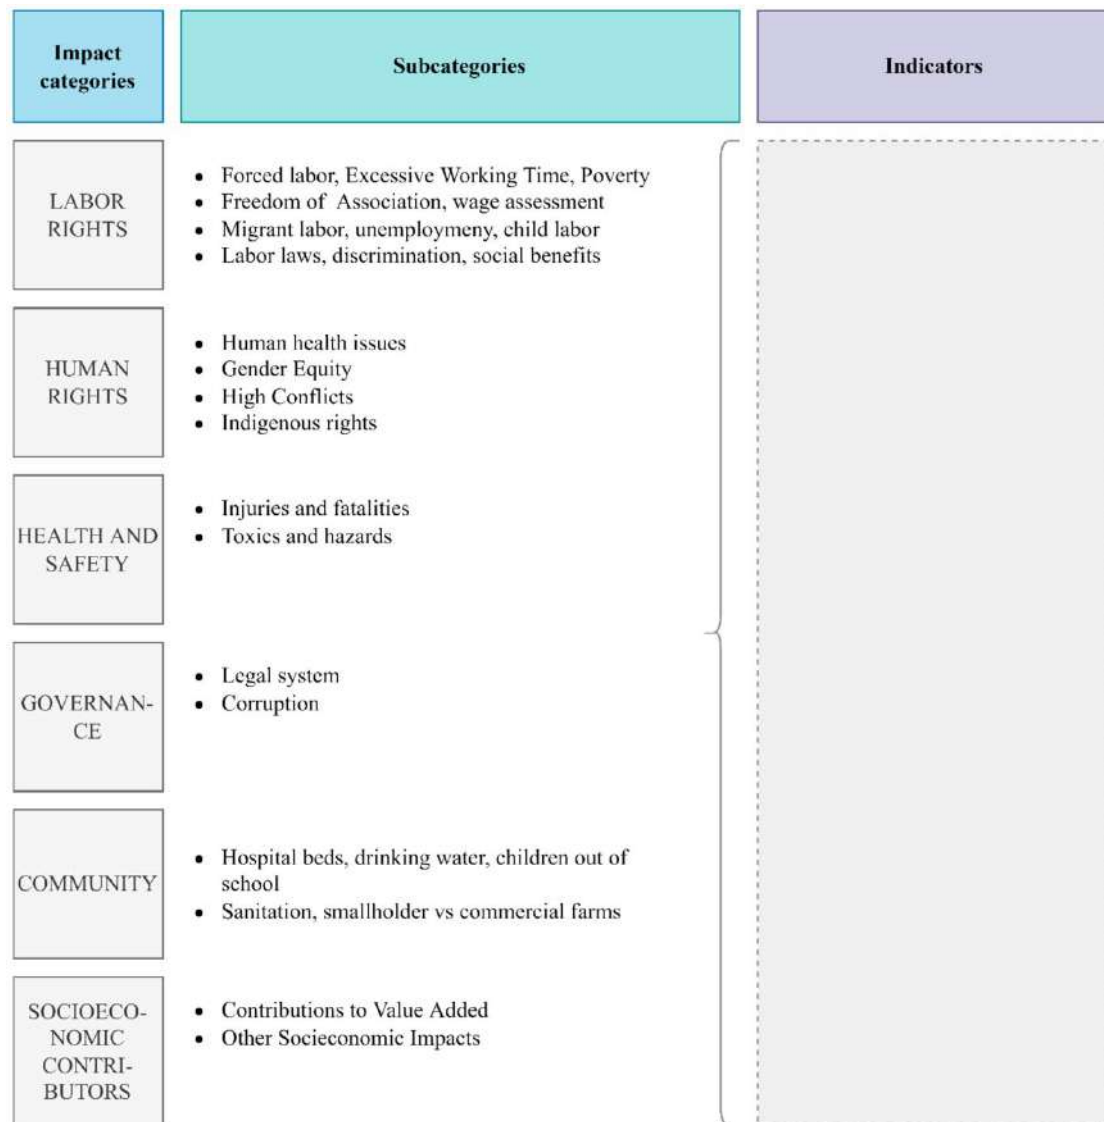 Impact
categories
Subcategories
Indicators
LABOR
RIGHTS
• Forced labor, Excessive Working Time, Poverty
• Freedom of Association, wage assessment
• Migrant labor, unemploymeny, child labor
• Labor laws, discrimination, social benefits
HUMAN
RIGHTS
• Human health issues
• Gender Equity
• High Conflicts
• Indigenous rights
HEALTH AND
SAFETY
• Injuries and fatalities
• Toxics and hazards
GOVERNAN-
CE
• Legal system
• Corruption
COMMUNITY
• Hospital beds, drinking water, children out of
school
• Sanitation, smallholder vs commercial farms
SOCIOECO-
NOMIC
CONTRI-
BUTORS
• Contributions to Value Added
• Other Socieconomic Impacts